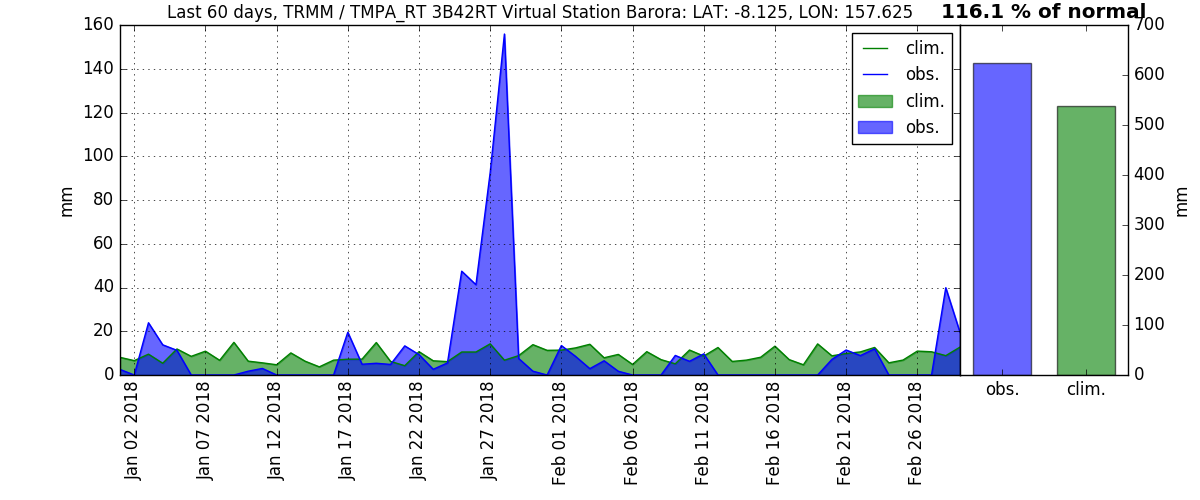 Last 60 days, TRMM / TMPA_RT 3B42RT Virtual Station Barora: LAT: -8.125, LON: 157.625
116.1 % of normal
160
140
120
100
80
60
40
20
0
mm
Jan 02 2018
Jan 07 2018
Jan 12 2018
Jan 17 2018
Jan 22 2018
Jan 27 2018
Feb 01 2018
Feb 06 2018
Feb 11 2018
Feb 16 2018
Feb 21 2018
Feb 26 2018
clim.
obs.
clim.
obs.
700
600
500
400
300
200
100
0
mm
obs.
clim.